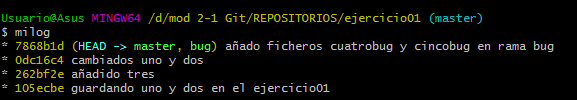 Usuario@Asus MINGW64 /d/mod 2-1 Git/REPOSITORIOS/ejercicio01 (master)
$ milog
* 7868b1d (HEAD -> master, bug) añado ficheros cuatrobug y cincobug en rama bug
* 0dc16c4 cambiados uno y dos
* 262bf2e añadido tres
* 105ecbe guardando uno y dos en el ejercicio01